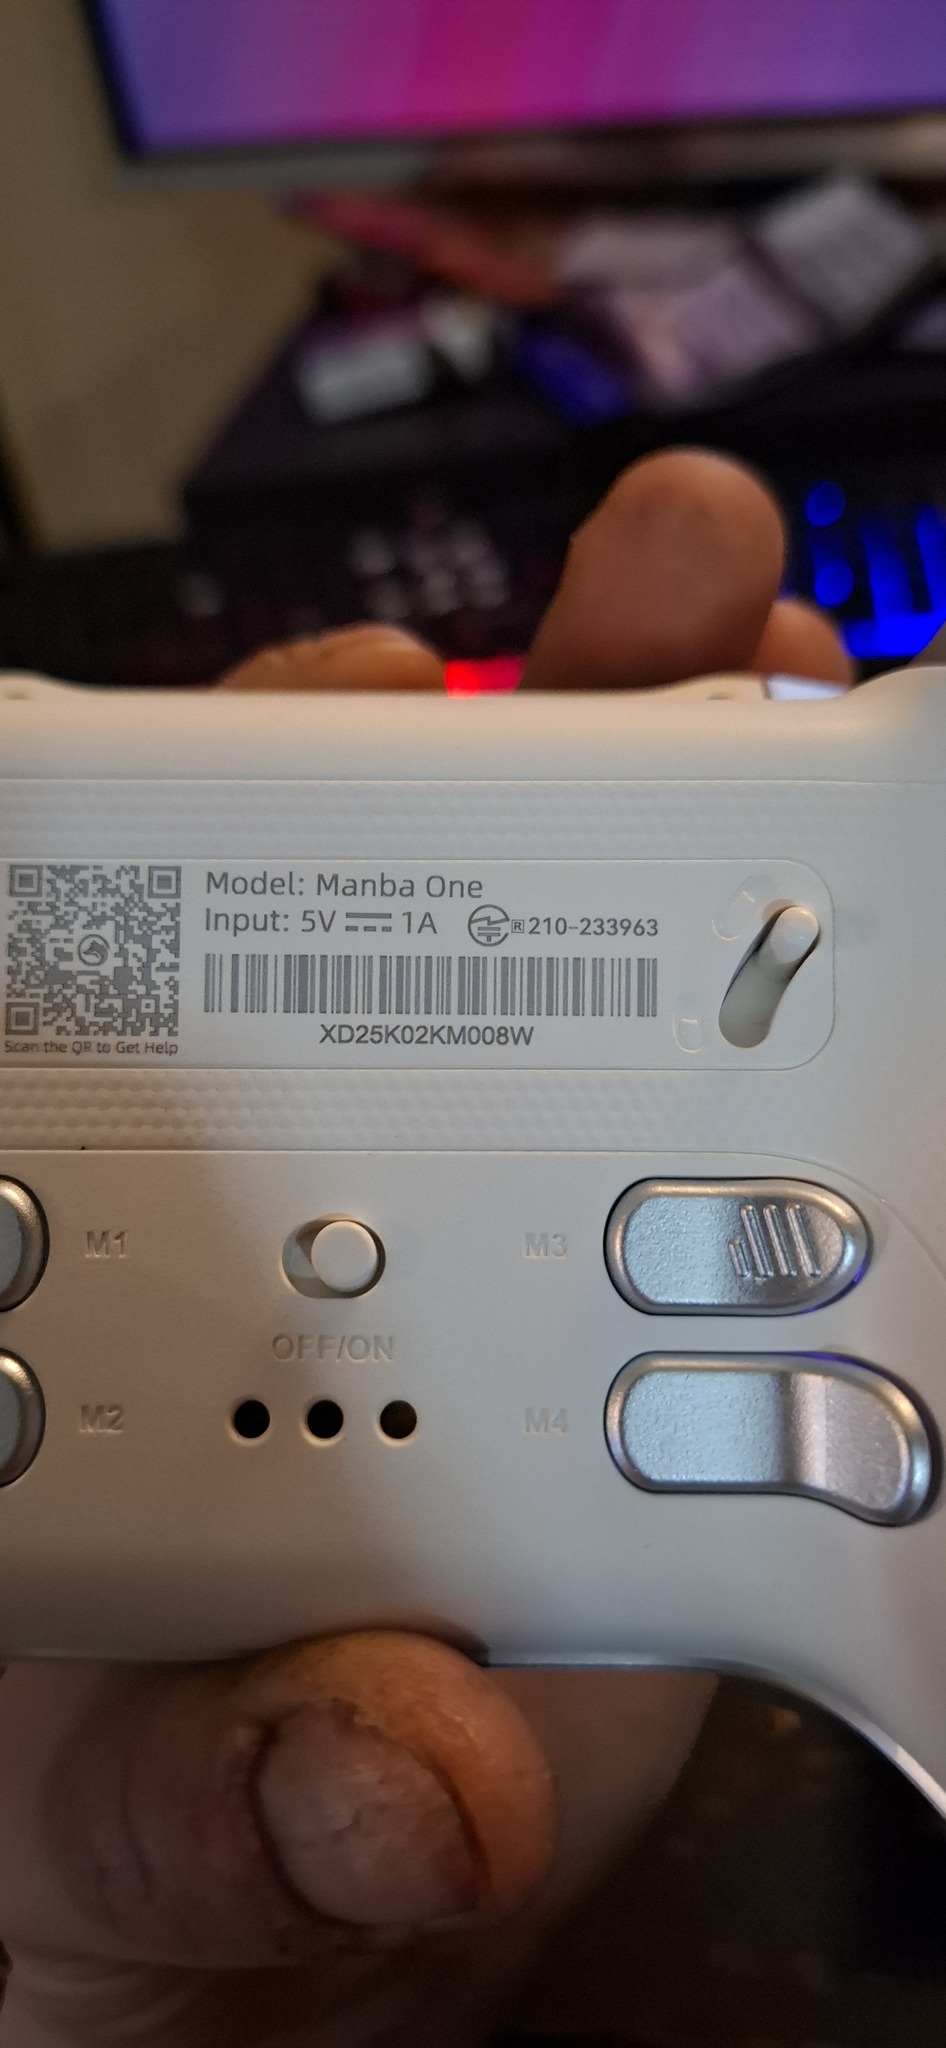 Model: Manba One
Input: 5V 1A R 210-233963
XD25K02KM008W
Scan the QR to Get Help
M1
M3
OFF/ON
M2
M4